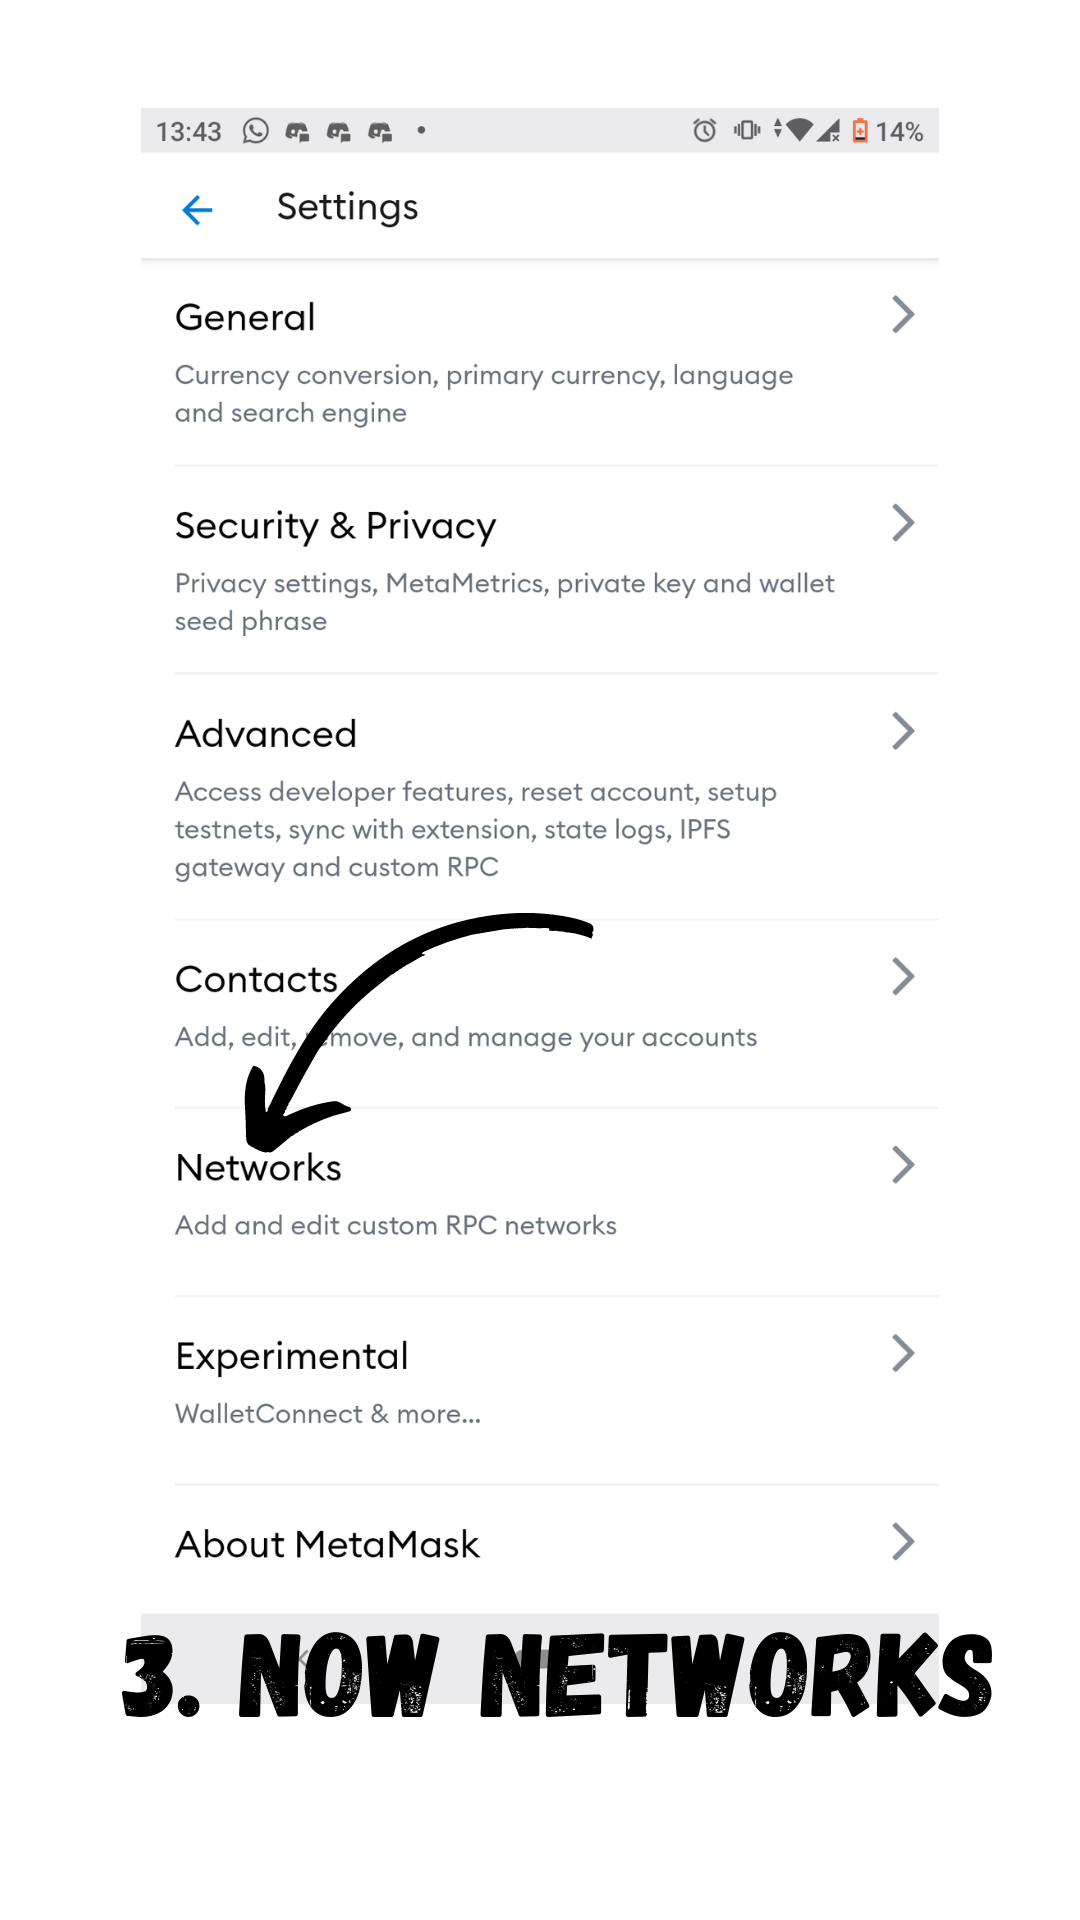 13:43
14%
Settings
General
Currency conversion, primary currency, language
and search engine
Security & Privacy
Privacy settings, MetaMetrics, private key and wallet
seed phrase
Advanced
Access developer features, reset account, setup
testnets, sync with extension, state logs, IPFS
gateway and custom RPC
Contacts
Add, edit, remove, and manage your accounts
Networks
Add and edit custom RPC networks
Experimental
WalletConnect & more...
About MetaMask
3. NOW NETWORKS